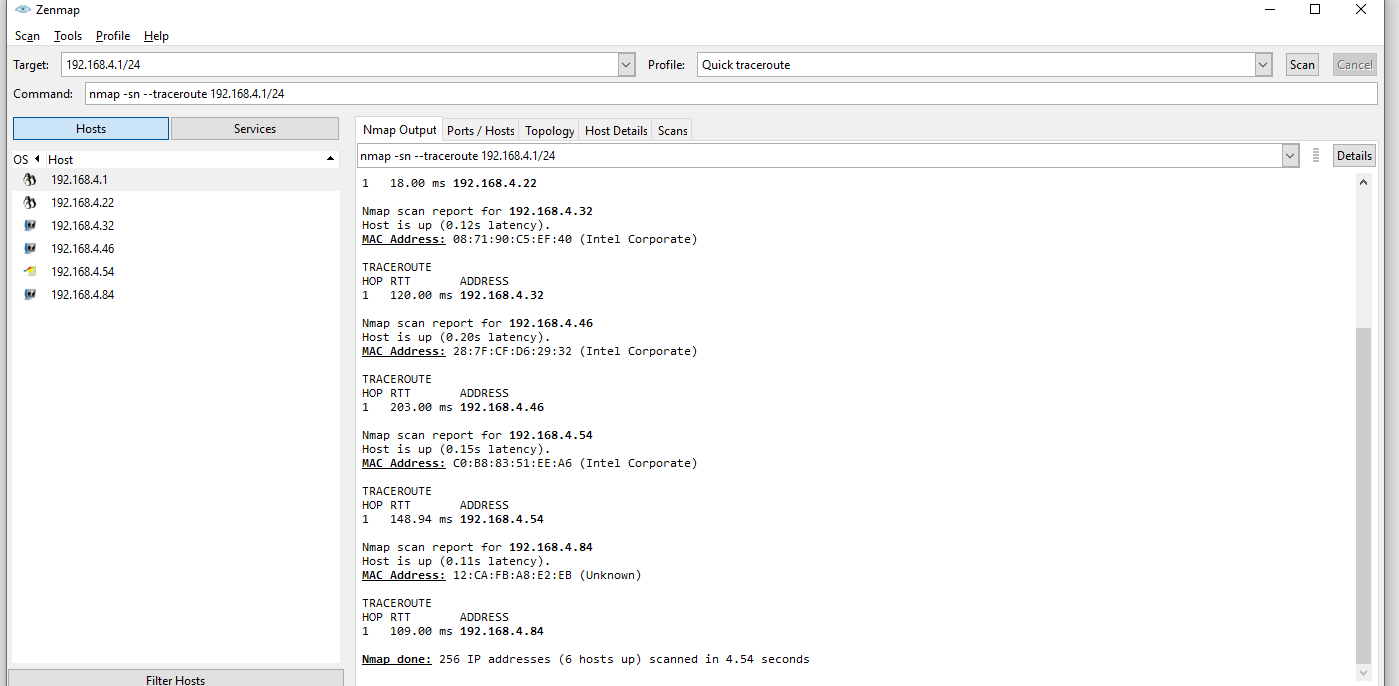 Zenmap
Scan Tools Profile Help
Target: 192.168.4.1/24 Profile: Quick traceroute Scan Cancel
Command: nmap -sn --traceroute 192.168.4.1/24
Hosts Services
OS Host
192.168.4.1
192.168.4.22
192.168.4.32
192.168.4.46
192.168.4.54
192.168.4.84
Filter Hosts
Nmap Output Ports / Hosts Topology Host Details Scans
nmap -sn --traceroute 192.168.4.1/24 Details
1 18.00 ms 192.168.4.22
Nmap scan report for 192.168.4.32
Host is up (0.12s latency).
MAC Address: 08:71:90:C5:EF:40 (Intel Corporate)
TRACEROUTE
HOP RTT ADDRESS
1 120.00 ms 192.168.4.32
Nmap scan report for 192.168.4.46
Host is up (0.20s latency).
MAC Address: 28:7F:CF:D6:29:32 (Intel Corporate)
TRACEROUTE
HOP RTT ADDRESS
1 203.00 ms 192.168.4.46
Nmap scan report for 192.168.4.54
Host is up (0.15s latency).
MAC Address: C0:B8:83:51:EE:A6 (Intel Corporate)
TRACEROUTE
HOP RTT ADDRESS
1 148.94 ms 192.168.4.54
Nmap scan report for 192.168.4.84
Host is up (0.11s latency).
MAC Address: 12:CA:FB:A8:E2:EB (Unknown)
TRACEROUTE
HOP RTT ADDRESS
1 109.00 ms 192.168.4.84
Nmap done: 256 IP addresses (6 hosts up) scanned in 4.54 seconds